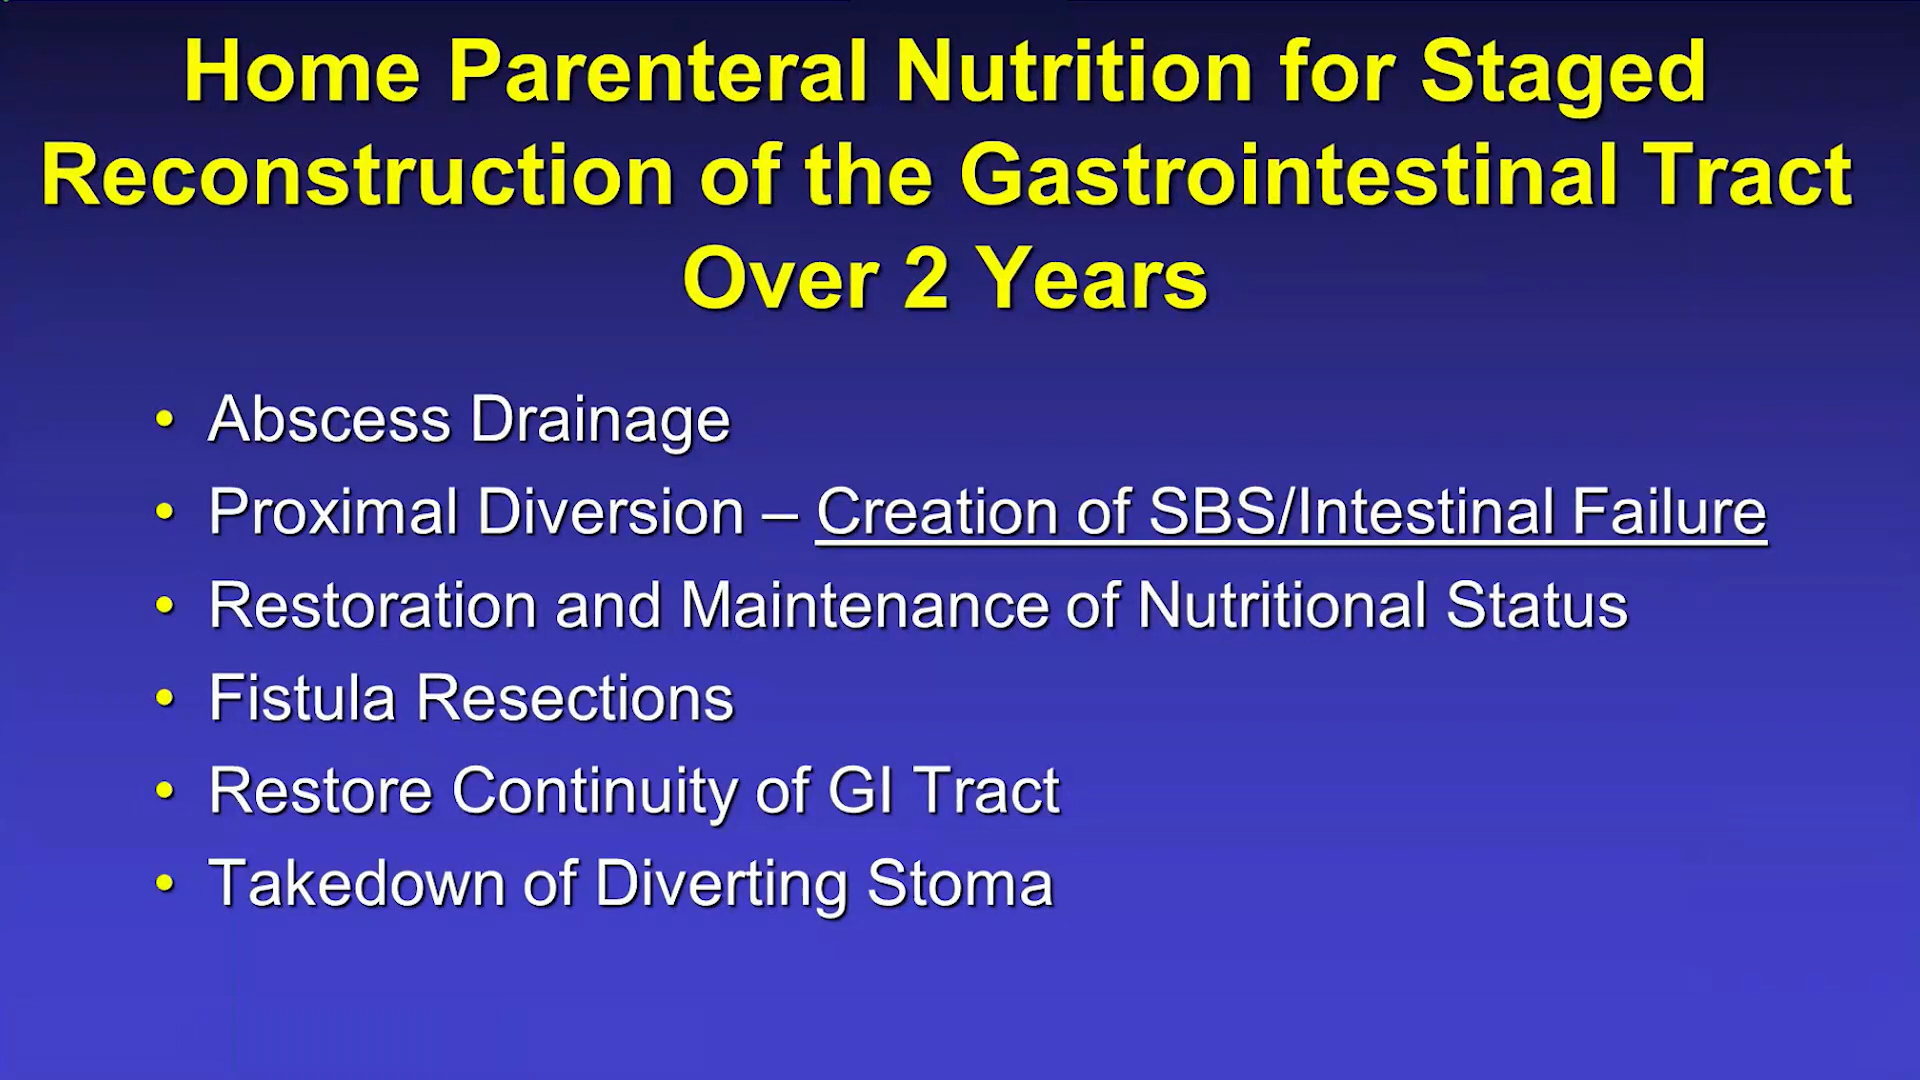 Home Parenteral Nutrition for Staged
Reconstruction of the Gastrointestinal Tract
Over 2 Years
• Abscess Drainage
• Proximal Diversion – Creation of SBS/Intestinal Failure
• Restoration and Maintenance of Nutritional Status
• Fistula Resections
• Restore Continuity of GI Tract
• Takedown of Diverting Stoma